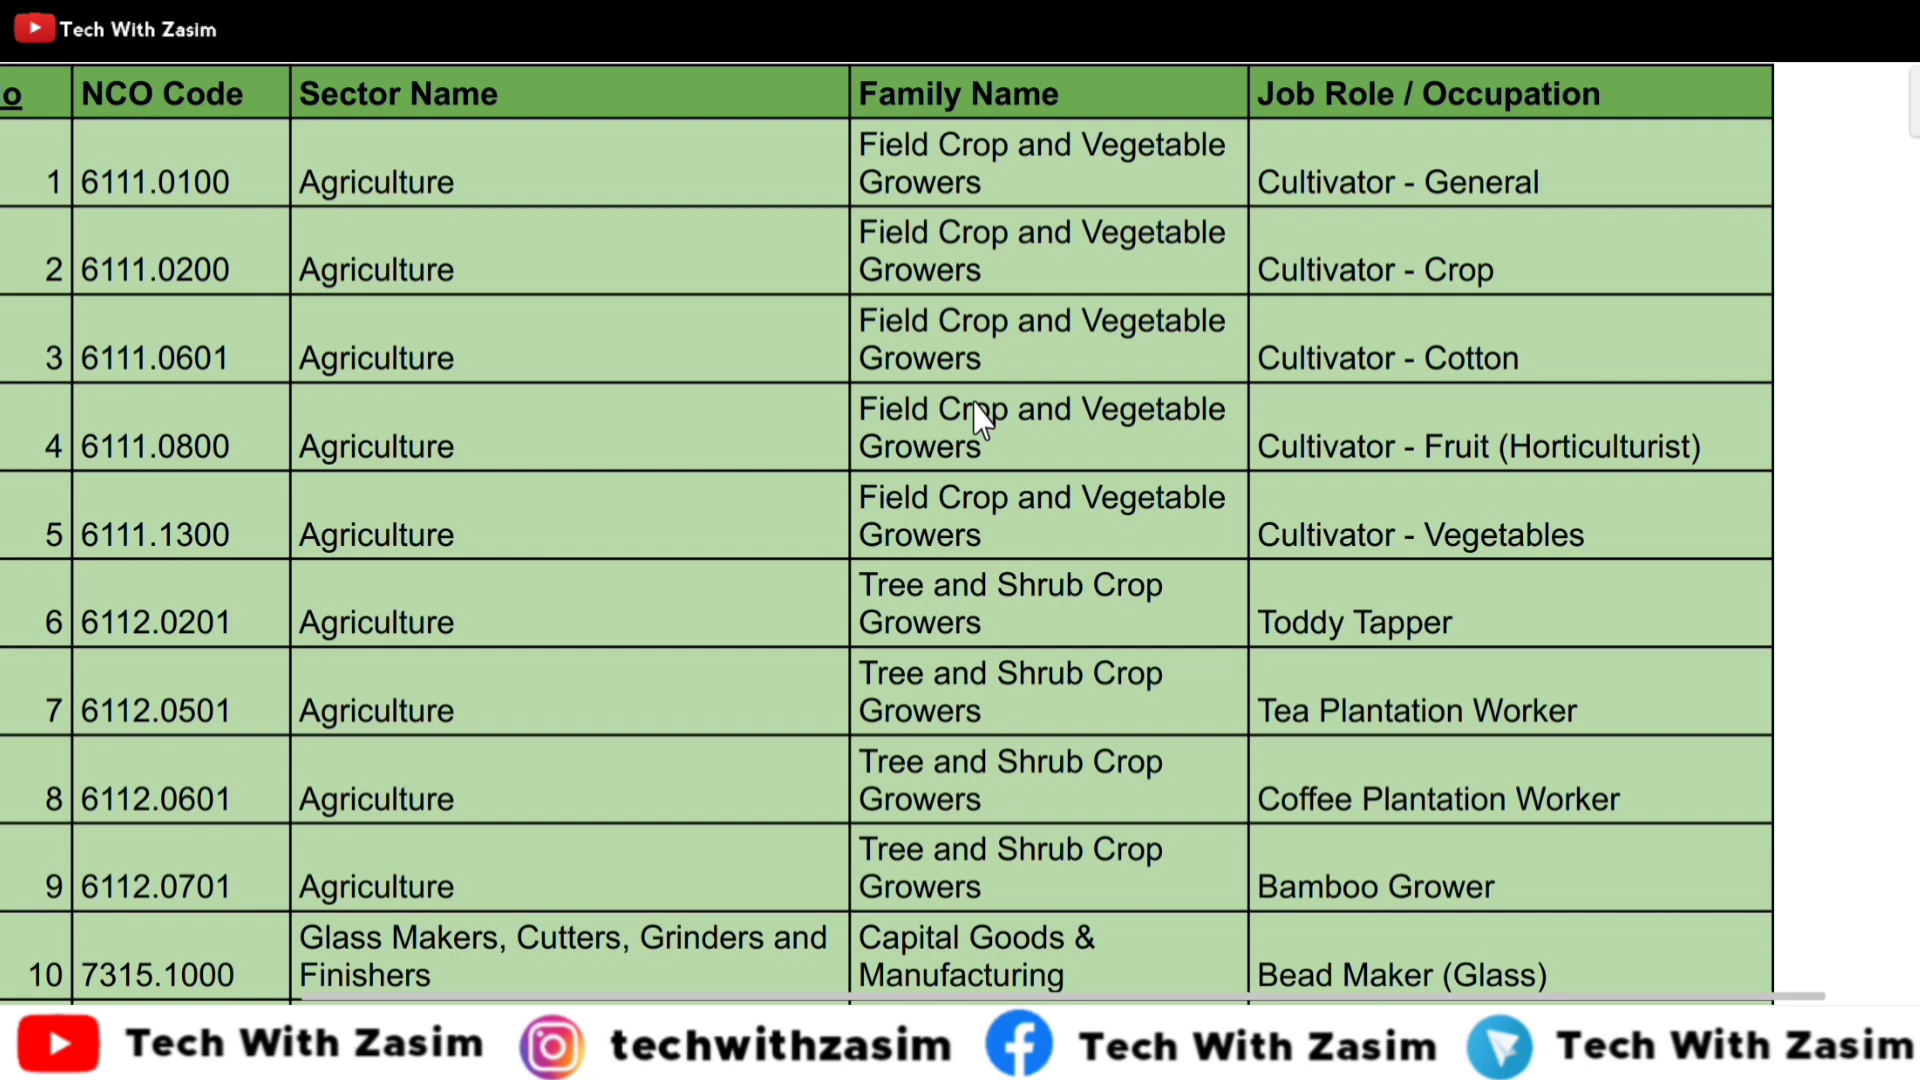 Tech With Zasim
o NCO Code Sector Name Family Name Job Role / Occupation
Field Crop and Vegetable
1 6111.0100 Agriculture Growers Cultivator - General
Field Crop and Vegetable
2 6111.0200 Agriculture Growers Cultivator - Crop
Field Crop and Vegetable
3 6111.0601 Agriculture Growers Cultivator - Cotton
Field Crop and Vegetable
4 6111.0800 Agriculture Growers Cultivator - Fruit (Horticulturist)
Field Crop and Vegetable
5 6111.1300 Agriculture Growers Cultivator - Vegetables
Tree and Shrub Crop
6 6112.0201 Agriculture Growers Toddy Tapper
Tree and Shrub Crop
7 6112.0501 Agriculture Growers Tea Plantation Worker
Tree and Shrub Crop
8 6112.0601 Agriculture Growers Coffee Plantation Worker
Tree and Shrub Crop
9 6112.0701 Agriculture Growers Bamboo Grower
Glass Makers, Cutters, Grinders and Capital Goods &
10 7315.1000 Finishers Manufacturing Bead Maker (Glass)
Tech With Zasim techwithzasim Tech With Zasim Tech With Zasim